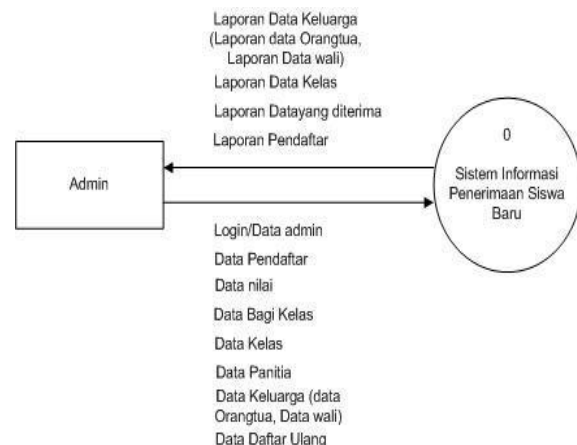 Laporan Data Keluarga
(Laporan data Orangtua,
Laporan Data wali)
Laporan Data Kelas
Laporan Datayang diterima
Laporan Pendaftar
Admin
0
Sistem Informasi
Penerimaan Siswa
Baru
Login/Data admin
Data Pendaftar
Data nilai
Data Bagi Kelas
Data Kelas
Data Panitia
Data Keluarga (data
Orangtua, Data wali)
Data Daftar Ulang